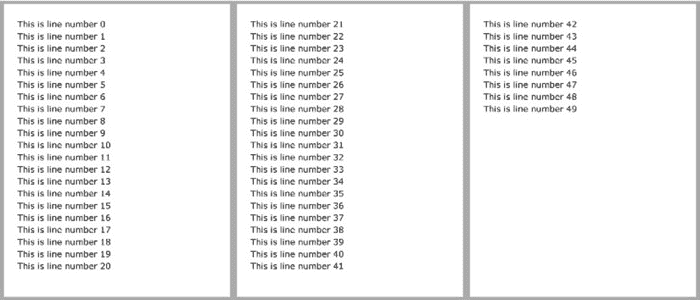 This is line number 0
This is line number 1
This is line number 2
This is line number 3
This is line number 4
This is line number 5
This is line number 6
This is line number 7
This is line number 8
This is line number 9
This is line number 10
This is line number 11
This is line number 12
This is line number 13
This is line number 14
This is line number 15
This is line number 16
This is line number 17
This is line number 18
This is line number 19
This is line number 20
This is line number 21
This is line number 22
This is line number 23
This is line number 24
This is line number 25
This is line number 26
This is line number 27
This is line number 28
This is line number 29
This is line number 30
This is line number 31
This is line number 32
This is line number 33
This is line number 34
This is line number 35
This is line number 36
This is line number 37
This is line number 38
This is line number 39
This is line number 40
This is line number 41
This is line number 42
This is line number 43
This is line number 44
This is line number 45
This is line number 46
This is line number 47
This is line number 48
This is line number 49